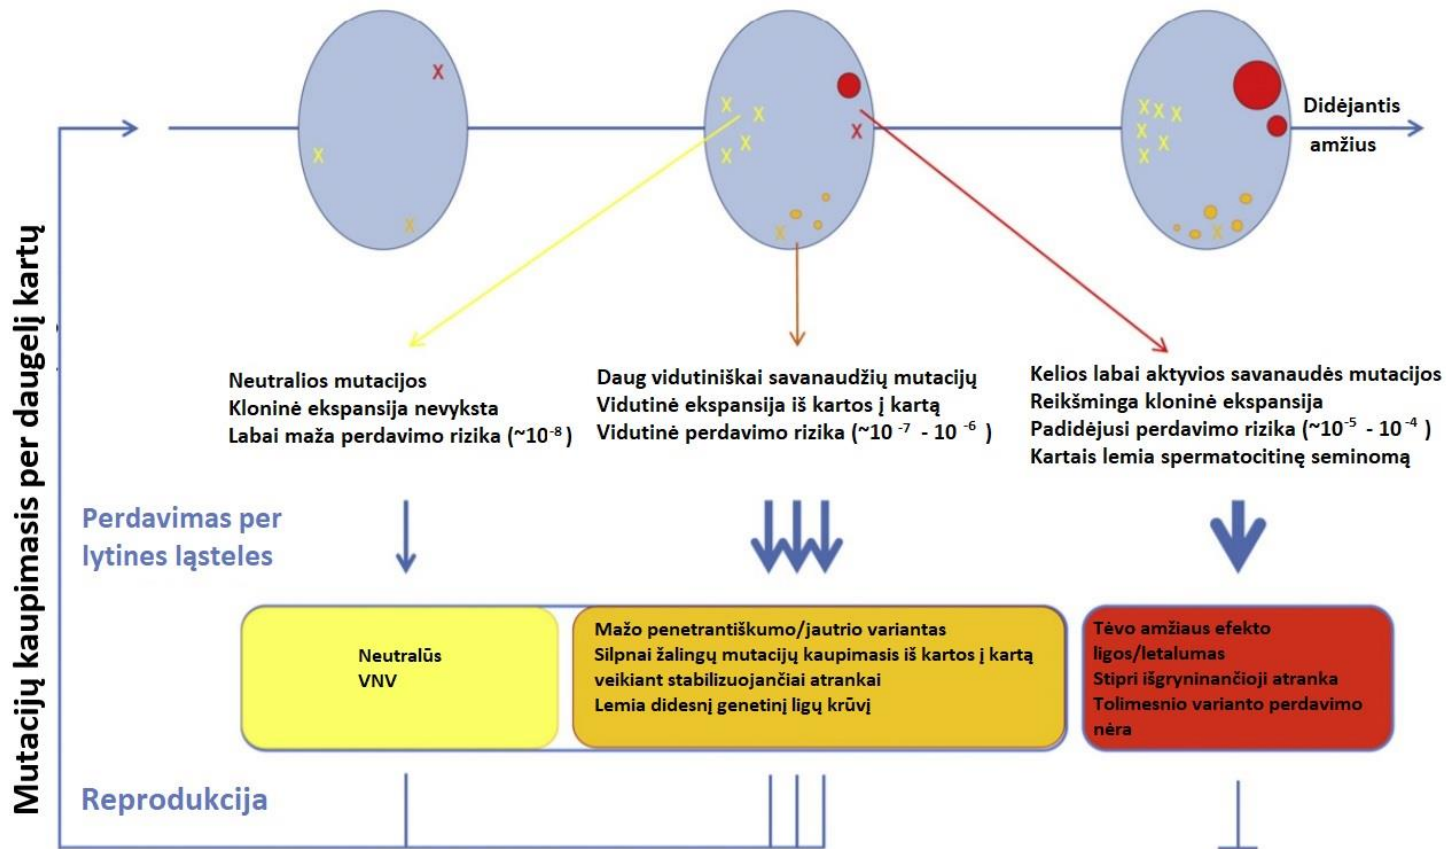 Didėjantis
amžius
Mutacijų kaupimasis per daugelį kartų
Neutralios mutacijos
Kloninė ekspansija nevyksta
Labai maža perdavimo rizika (~10⁻⁸)
Daug vidutiniškai savanaudžių mutacijų
Vidutinė ekspansija iš kartos į kartą
Vidutinė perdavimo rizika (~10 ⁻⁷ - 10 ⁻⁶ )
Kelios labai aktyvios savanaudės mutacijos
Reikšminga kloninė ekspansija
Padidėjusi perdavimo rizika (~10⁻⁵ - 10⁻⁴ )
Kartais lemia spermatocitinę seminomą
Perdavimas per
lytines ląsteles
Neutralūs
VNV
Mažo penetrantiškumo/jautrio variantas
Silpnai žalingų mutacijų kaupimasis iš kartos į kartą
veikiant stabilizuojančiai atrankai
Lemia didesnį genetinį ligų krūvį
Tėvo amžiaus efekto
ligos/letalumas
Stipri išgryninančioji atranka
Tolimesnio varianto perdavimo
nėra
Reprodukcija